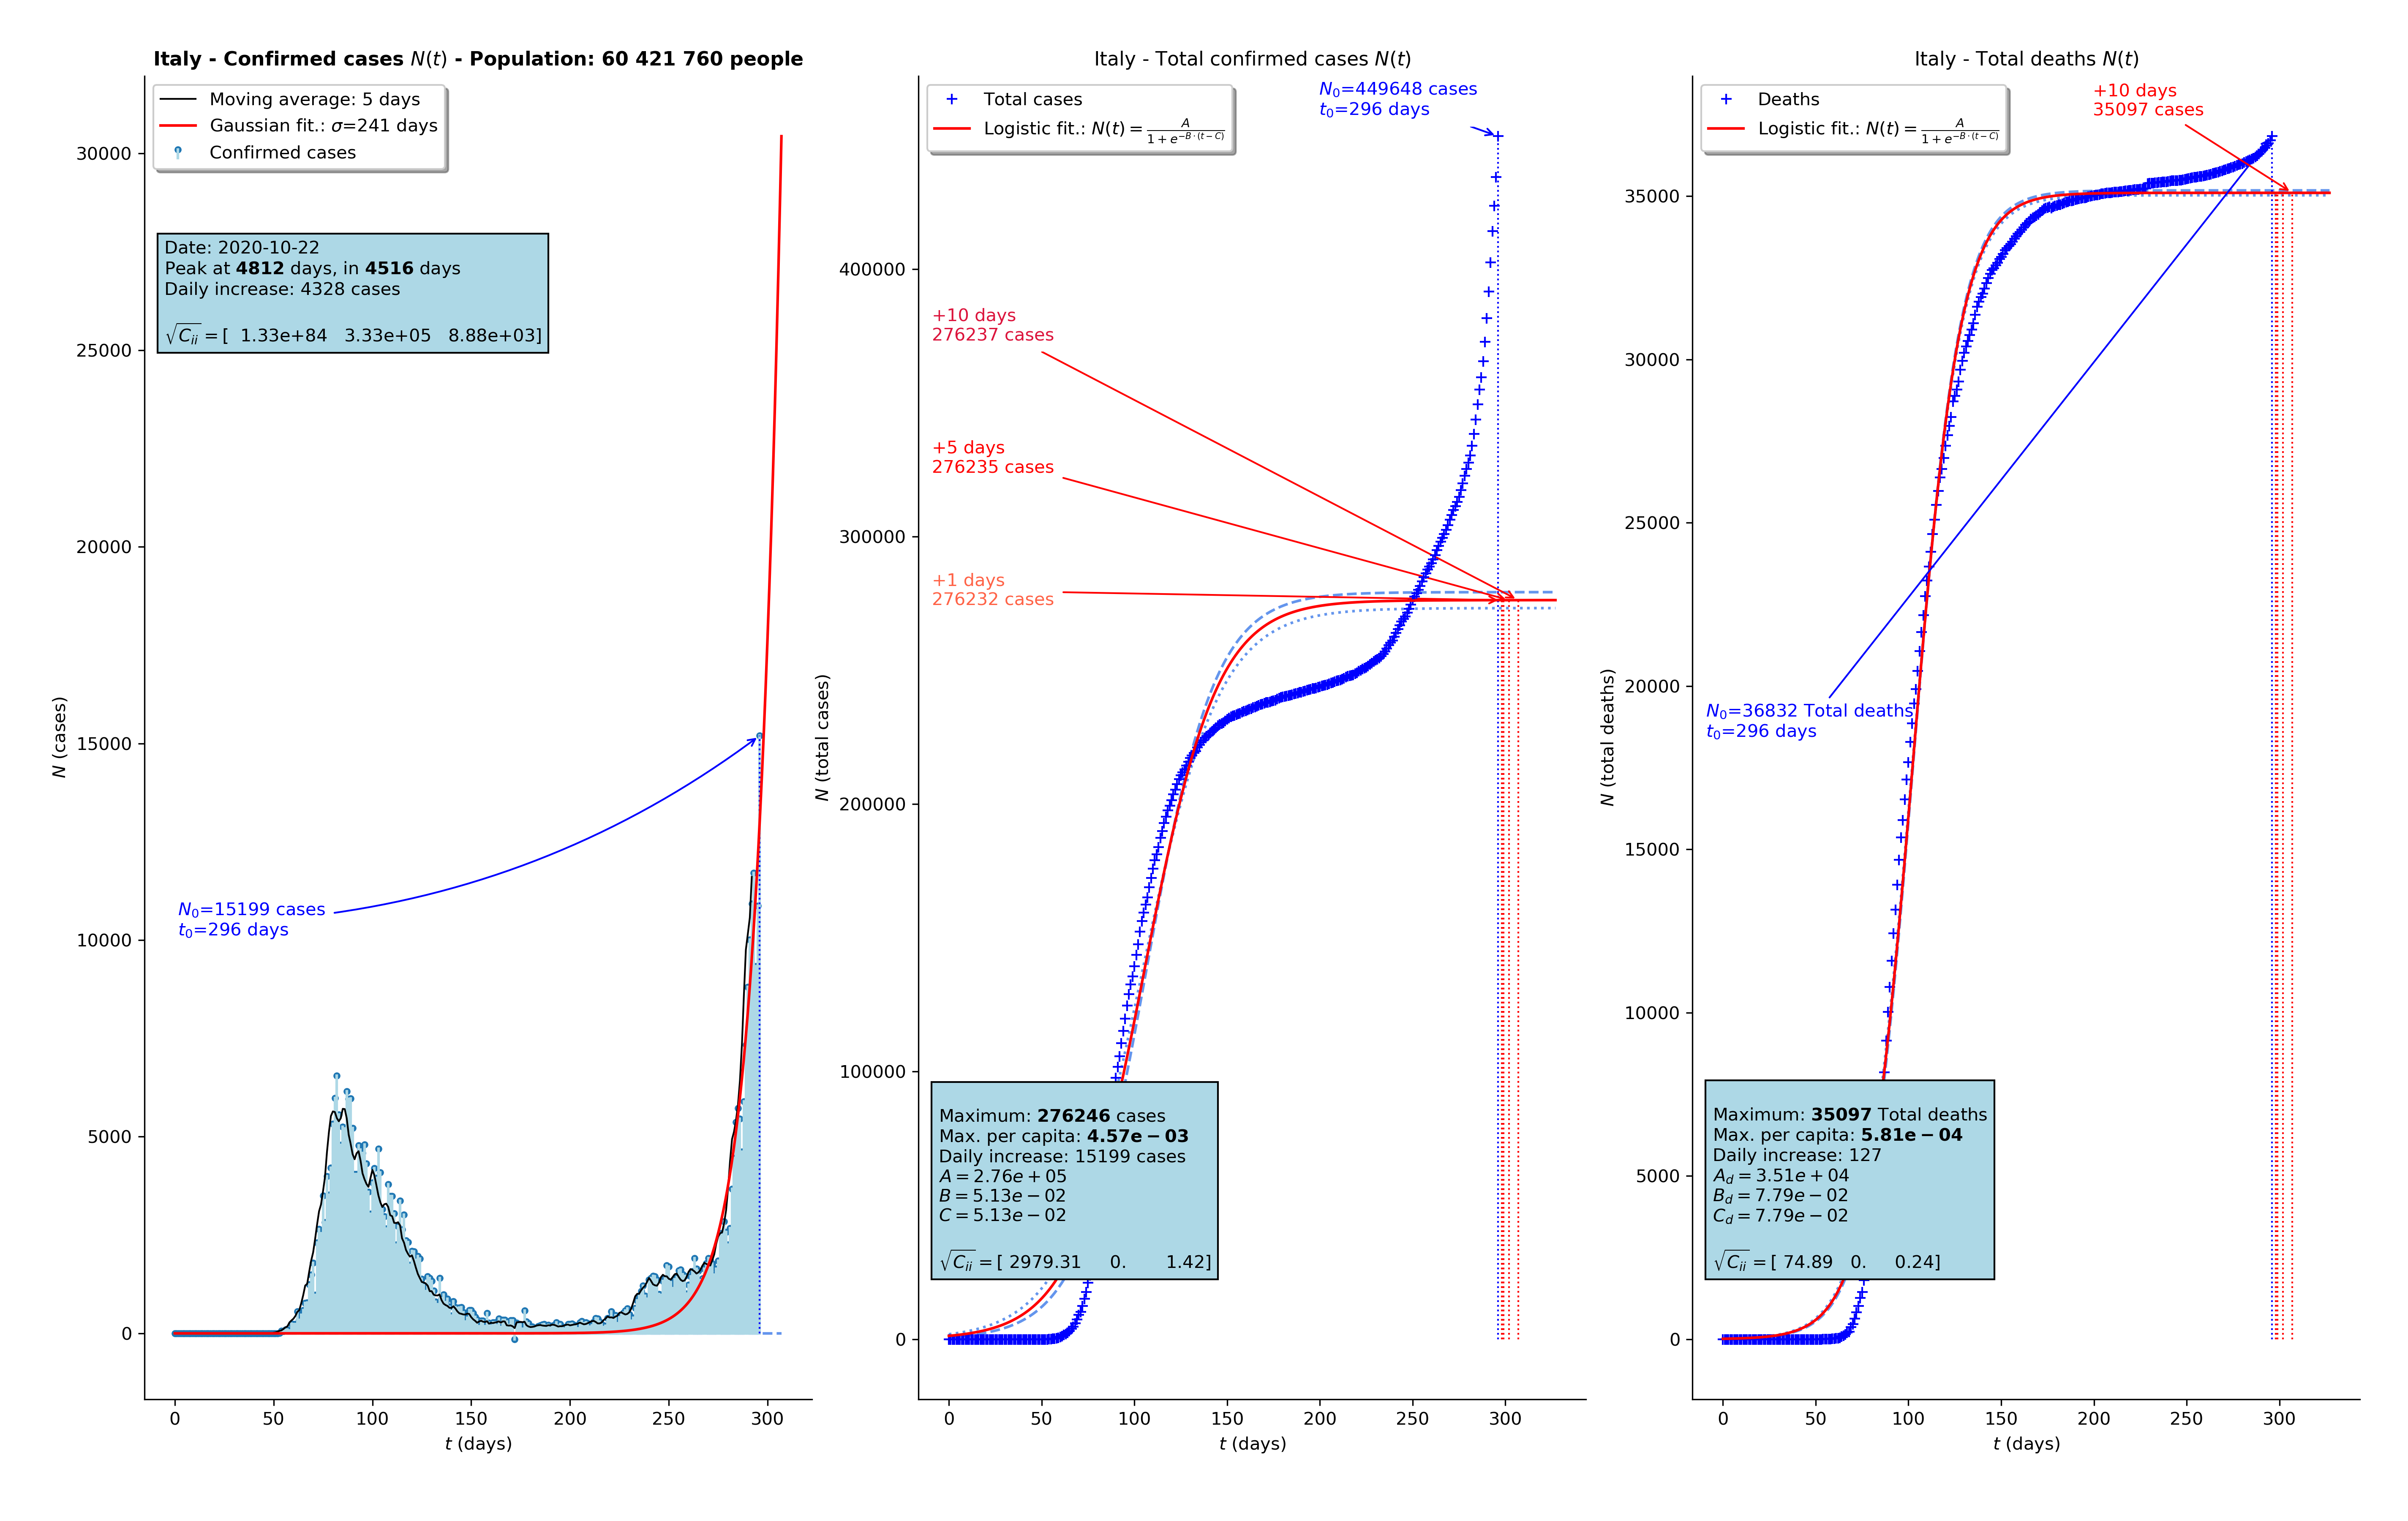 Italy - Confirmed cases N(t) - Population: 60 421 760 people
Moving average: 5 days
Gaussian fit.: σ=241 days
Confirmed cases
Date: 2020-10-22
Peak at 4812 days, in 4516 days
Daily increase: 4328 cases
√C_ii = [ 1.33e+84 3.33e+05 8.88e+03]
N₀=15199 cases
t₀=296 days
30000
25000
20000
15000
10000
5000
0
N (cases)
0 50 100 150 200 250 300
t (days)
Italy - Total confirmed cases N(t)
Total cases
Logistic fit.: N(t) = A / (1 + e^{-B·(t-C)})
N₀=449648 cases
t₀=296 days
+10 days
276237 cases
+5 days
276235 cases
+1 days
276232 cases
Maximum: 276246 cases
Max. per capita: 4.57e − 03
Daily increase: 15199 cases
A = 2.76e + 05
B = 5.13e − 02
C = 5.13e − 02
√C_ii = [ 2979.31 0. 1.42]
400000
300000
200000
100000
0
N (total cases)
0 50 100 150 200 250 300
t (days)
Italy - Total deaths N(t)
Deaths
Logistic fit.: N(t) = A / (1 + e^{-B·(t-C)})
+10 days
35097 cases
N₀=36832 Total deaths
t₀=296 days
Maximum: 35097 Total deaths
Max. per capita: 5.81e − 04
Daily increase: 127
A_d = 3.51e + 04
B_d = 7.79e − 02
C_d = 7.79e − 02
√C_ii = [ 74.89 0. 0.24]
35000
30000
25000
20000
15000
10000
5000
0
N (total deaths)
0 50 100 150 200 250 300
t (days)